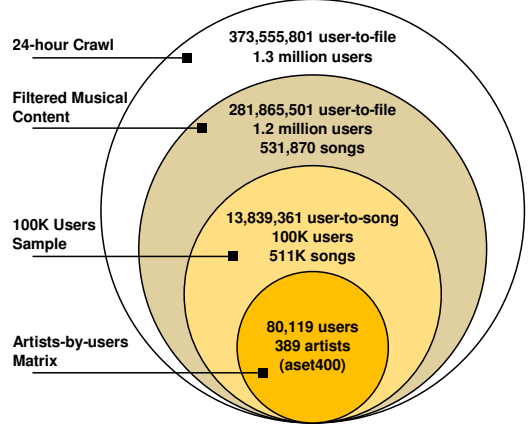 24-hour Crawl
373,555,801 user-to-file
1.3 million users
Filtered Musical
Content
281,865,501 user-to-file
1.2 million users
531,870 songs
100K Users
Sample
13,839,361 user-to-song
100K users
511K songs
Artists-by-users
Matrix
80,119 users
389 artists
(aset400)